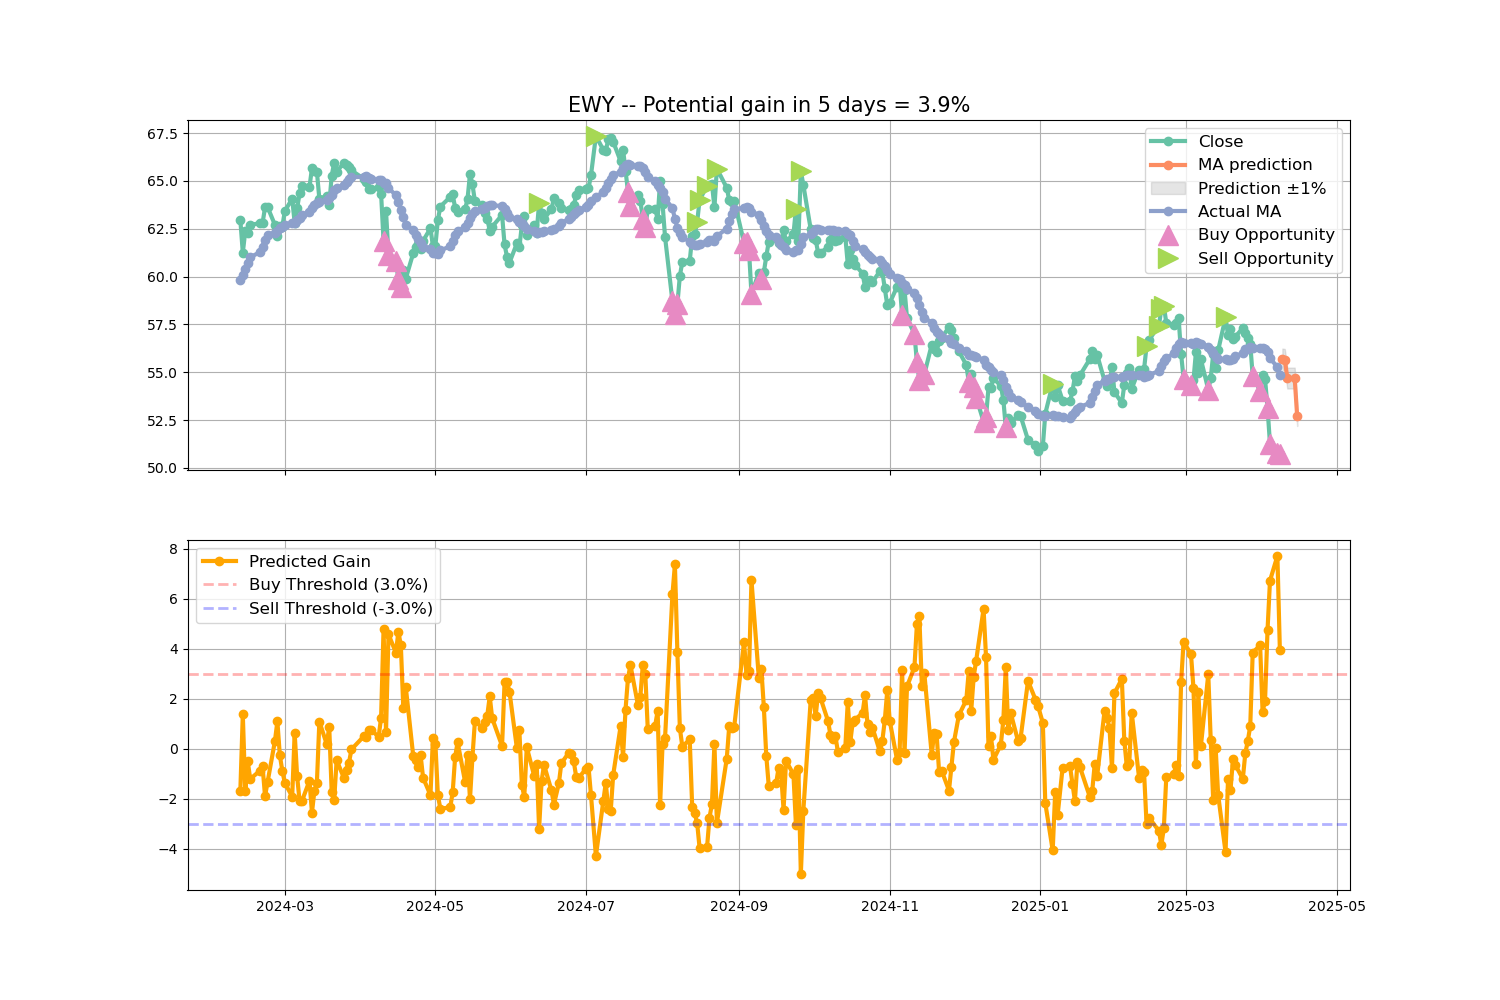 EWY -- Potential gain in 5 days = 3.9%
67.5
65.0
62.5
60.0
57.5
55.0
52.5
50.0
Close
MA prediction
Prediction ±1%
Actual MA
Buy Opportunity
Sell Opportunity
8
6
4
2
0
−2
−4
Predicted Gain
Buy Threshold (3.0%)
Sell Threshold (-3.0%)
2024-03 2024-05 2024-07 2024-09 2024-11 2025-01 2025-03 2025-05